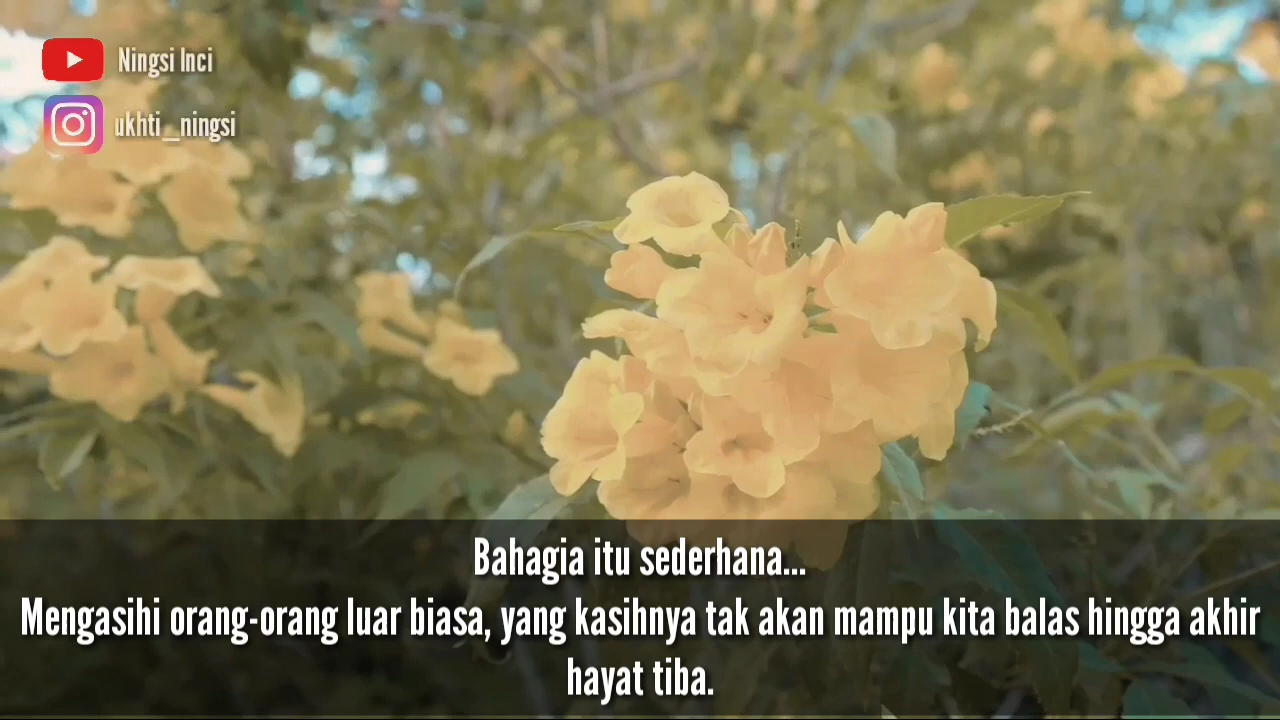 Ningsi Inci
ukhti_ningsi
Bahagia itu sederhana...
Mengasihi orang-orang luar biasa, yang kasihnya tak akan mampu kita balas hingga akhir
hayat tiba.